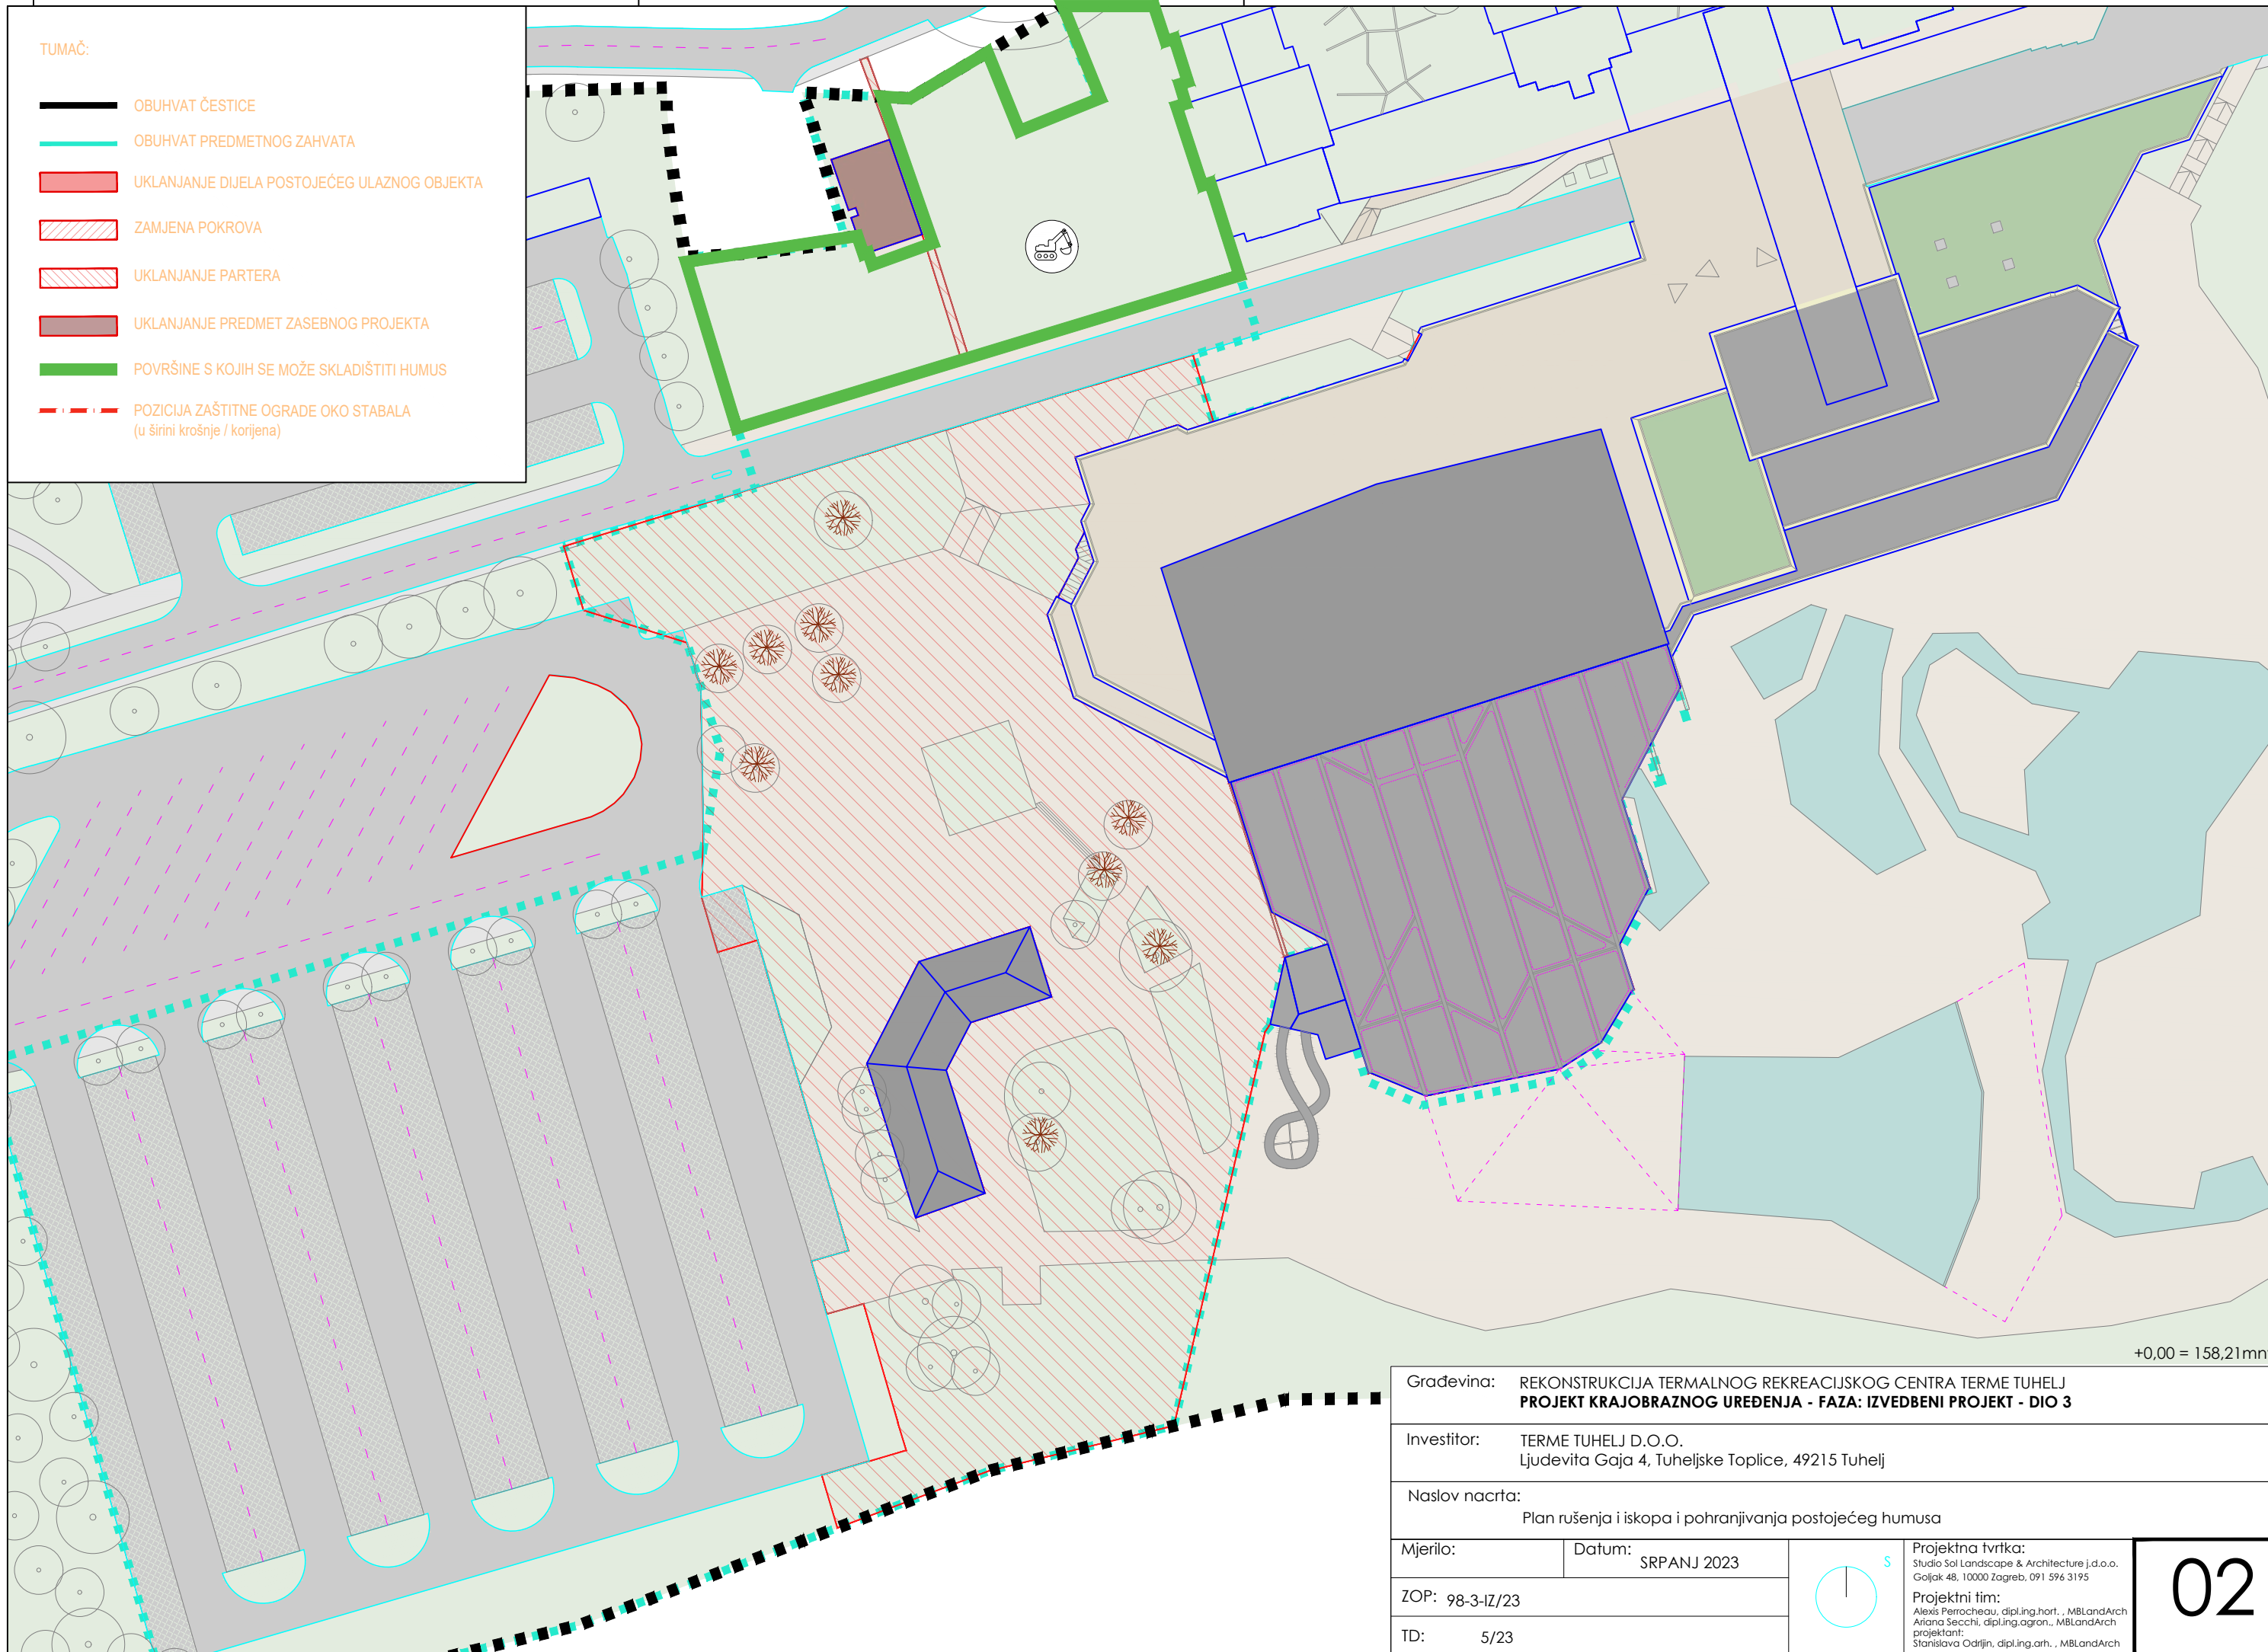 TUMAČ:
OBUHVAT ČESTICE
OBUHVAT PREDMETNOG ZAHVATA
UKLANJANJE DIJELA POSTOJEĆEG ULAZNOG OBJEKTA
ZAMJENA POKROVA
UKLANJANJE PARTERA
UKLANJANJE PREDMET ZASEBNOG PROJEKTA
POVRŠINE S KOJIH SE MOŽE SKLADIŠTITI HUMUS
POZICIJA ZAŠTITNE OGRADE OKO STABALA
(u širini krošnje / korijena)
+0,00 = 158,21mn
Građevina: REKONSTRUKCIJA TERMALNOG REKREACIJSKOG CENTRA TERME TUHELJ
PROJEKT KRAJOBRAZNOG UREĐENJA - FAZA: IZVEDBENI PROJEKT - DIO 3
Investitor: TERME TUHELJ D.O.O.
Ljudevita Gaja 4, Tuheljske Toplice, 49215 Tuhelj
Naslov nacrta:
Plan rušenja i iskopa i pohranjivanja postojećeg humusa
Mjerilo:
Datum: SRPANJ 2023
ZOP: 98-3-IZ/23
TD: 5/23
S
Projektna tvrtka:
Studio Sol Landscape & Architecture j.d.o.o.
Goljak 48, 10000 Zagreb, 091 596 3195
Projektni tim:
Alexis Perrocheau, dipl.ing.hort. , MBLandArch
Ariana Secchi, dipl.ing.agron., MBLandArch
projektant:
Stanislava Odrljin, dipl.ing.arh. , MBLandArch
02